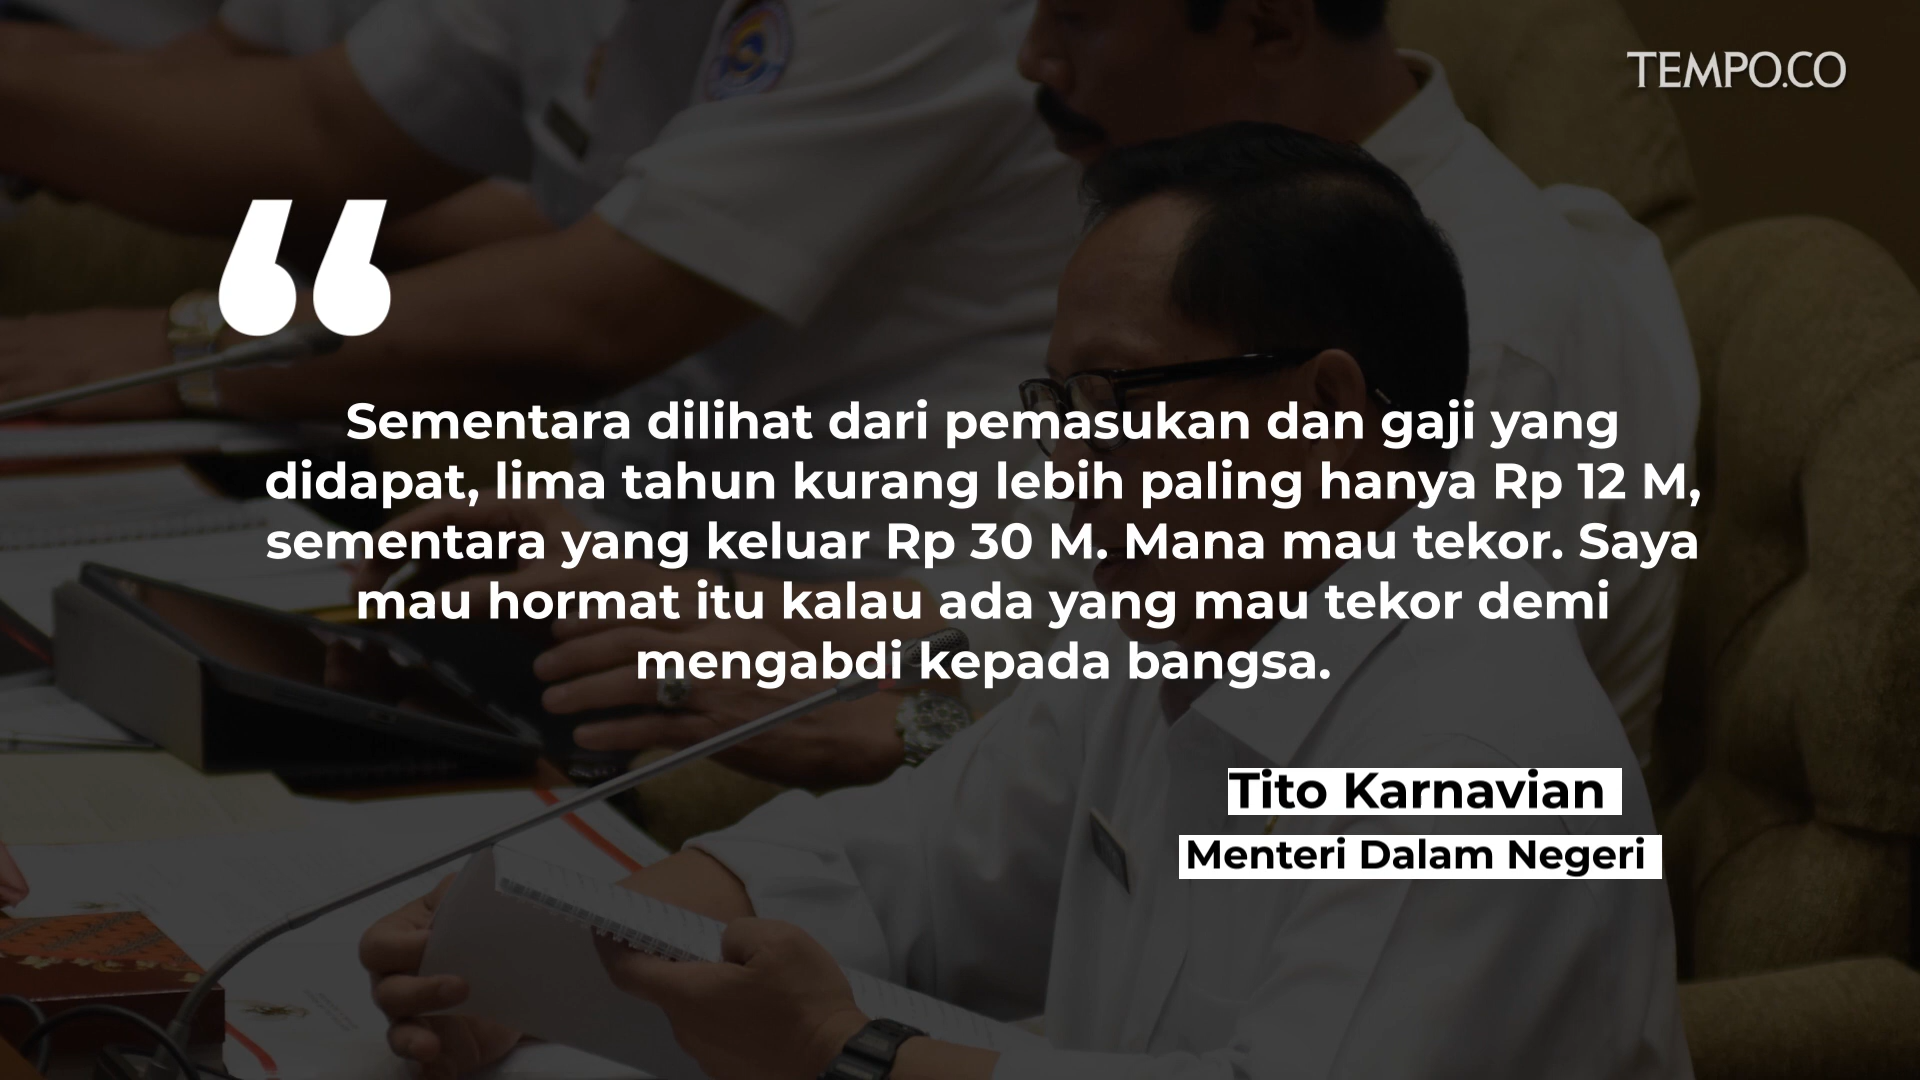 TEMPO.CO
“
Sementara dilihat dari pemasukan dan gaji yang
didapat, lima tahun kurang lebih paling hanya Rp 12 M,
sementara yang keluar Rp 30 M. Mana mau tekor. Saya
mau hormat itu kalau ada yang mau tekor demi
mengabdi kepada bangsa.
Tito Karnavian
Menteri Dalam Negeri